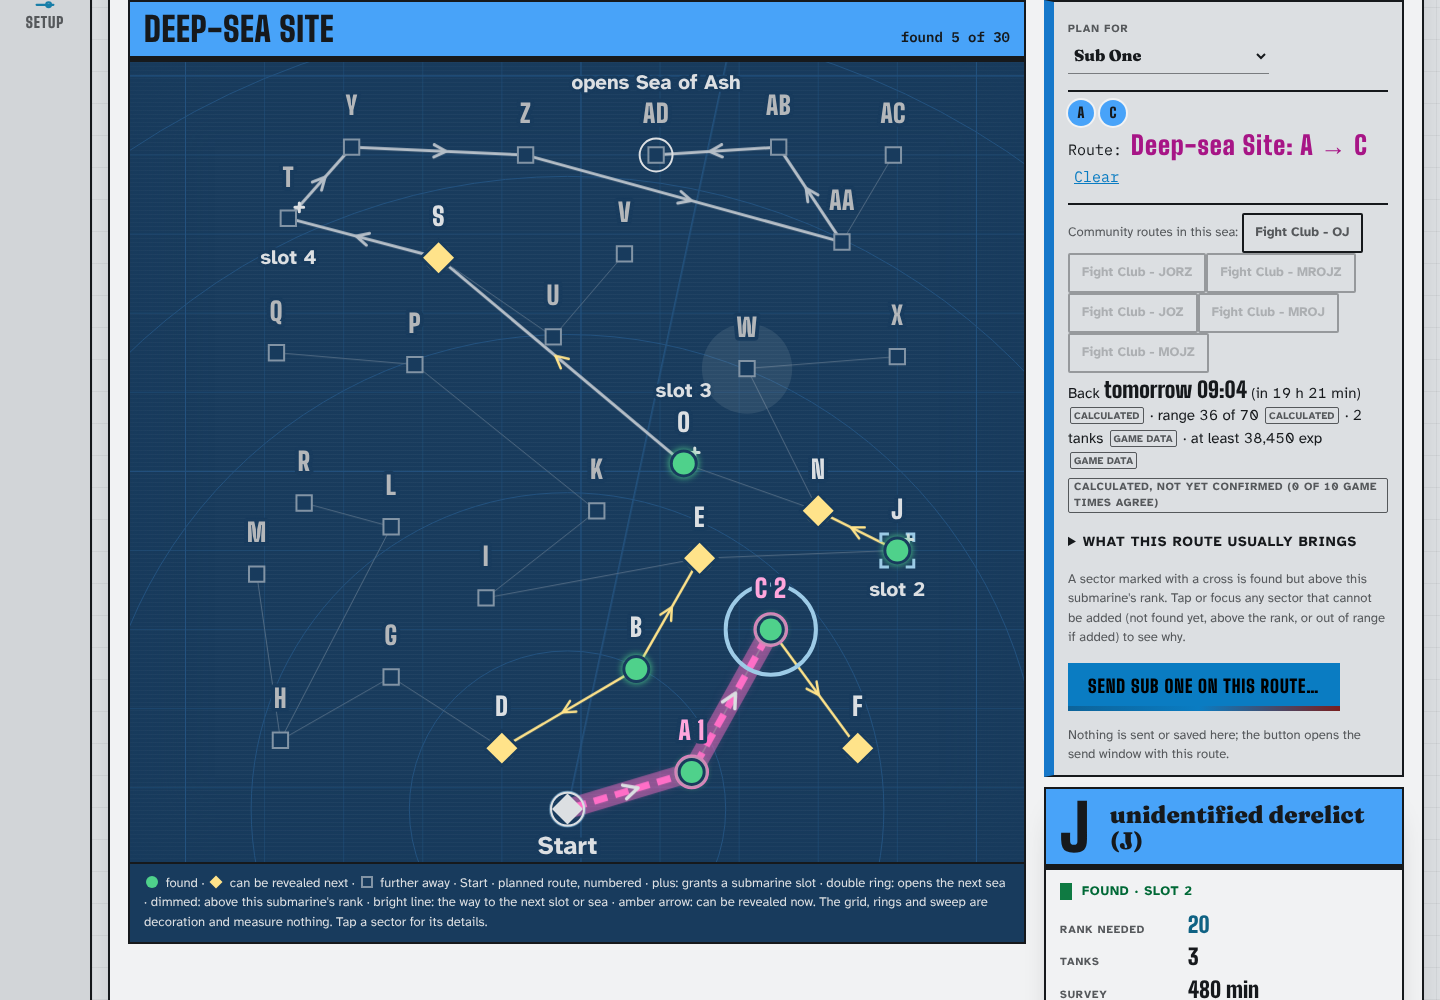 SETUP
DEEP-SEA SITE
found 5 of 30
opens Sea of Ash
Y
Z
AD
AB
AC
T
S
V
AA
slot 4
Q
P
U
W
X
slot 3
O
R
L
K
N
J
M
I
E
slot 2
C 2
G
B
H
D
A 1
F
Start
found · can be revealed next · further away · Start · planned route, numbered · plus: grants a submarine slot · double ring: opens the next sea
· dimmed: above this submarine's rank · bright line: the way to the next slot or sea · amber arrow: can be revealed now. The grid, rings and sweep are
decoration and measure nothing. Tap a sector for its details.
PLAN FOR
Sub One
A C
Route: Deep-sea Site: A → C
Clear
Community routes in this sea: Fight Club - OJ
Fight Club - JORZ Fight Club - MROJZ
Fight Club - JOZ Fight Club - MROJ
Fight Club - MOJZ
Back tomorrow 09:04 (in 19 h 21 min)
CALCULATED · range 36 of 70 CALCULATED · 2
tanks GAME DATA · at least 38,450 exp
GAME DATA
CALCULATED, NOT YET CONFIRMED (0 OF 10 GAME
TIMES AGREE)
WHAT THIS ROUTE USUALLY BRINGS
A sector marked with a cross is found but above this
submarine's rank. Tap or focus any sector that cannot
be added (not found yet, above the rank, or out of range
if added) to see why.
SEND SUB ONE ON THIS ROUTE…
Nothing is sent or saved here; the button opens the
send window with this route.
J unidentified derelict
(J)
FOUND · SLOT 2
RANK NEEDED 20
TANKS 3
SURVEY 480 min